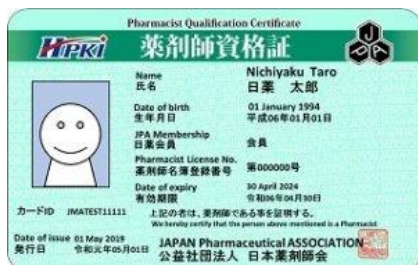 Pharmacist Qualification Certificate
HPKI 薬剤師資格証
JPA
Name Nichiyaku Taro
氏名 日薬 太郎
Date of birth 01 January 1994
生年月日 平成06年01月01日
JPA Membership
日薬会員 会員
Pharmacist License No.
薬剤師名簿登録番号 第000000号
Date of expiry 30 April 2024
有効期限 令和06年04月30日
カードID JMATEST11111 上記の者は、薬剤師である事を証明する。
We hereby certify that the person above mentioned is a Pharmacist
Date of issue 01 May 2019 JAPAN Pharmaceutical ASSOCIATION
発行日 令和元年05月01日 公益社団法人 日本薬剤師会